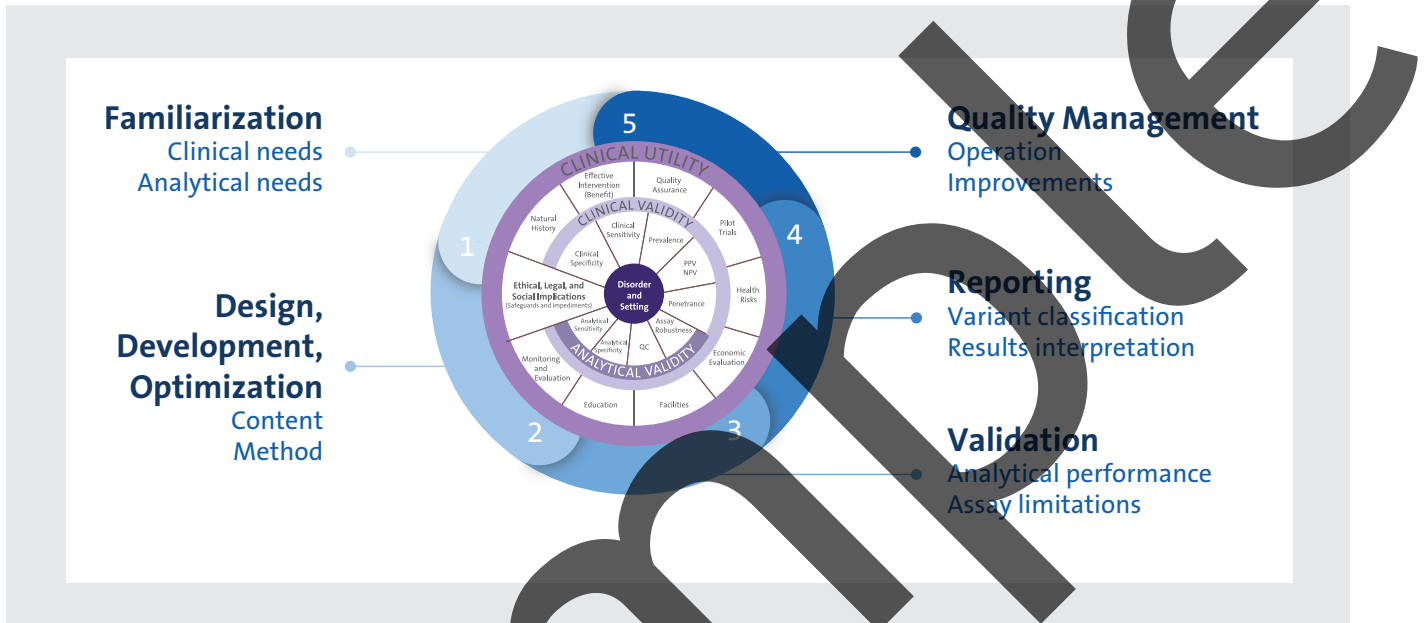 Familiarization
Clinical needs
Analytical needs
Design,
Development,
Optimization
Content
Method
5
1
4
2
3
CLINICAL UTILITY
Effective
Intervention
(Benefit)
Quality
Assurance
Natural
History
Pilot
Trials
CLINICAL VALIDITY
Clinical
Sensitivity
Prevalence
Clinical
Specificity
PPV
NPV
Ethical, Legal, and
Social Implications
(Safeguards and impediments)
Disorder
and
Setting
Health
Risks
Penetrance
Analytical
Sensitivity
Assay
Robustness
Analytical
Specificity
QC
ANALYTICAL VALIDITY
Monitoring
and
Evaluation
Economic
Evaluation
Education
Facilities
Quality Management
Operation
Improvements
Reporting
Variant classification
Results interpretation
Validation
Analytical performance
Assay limitations
mple